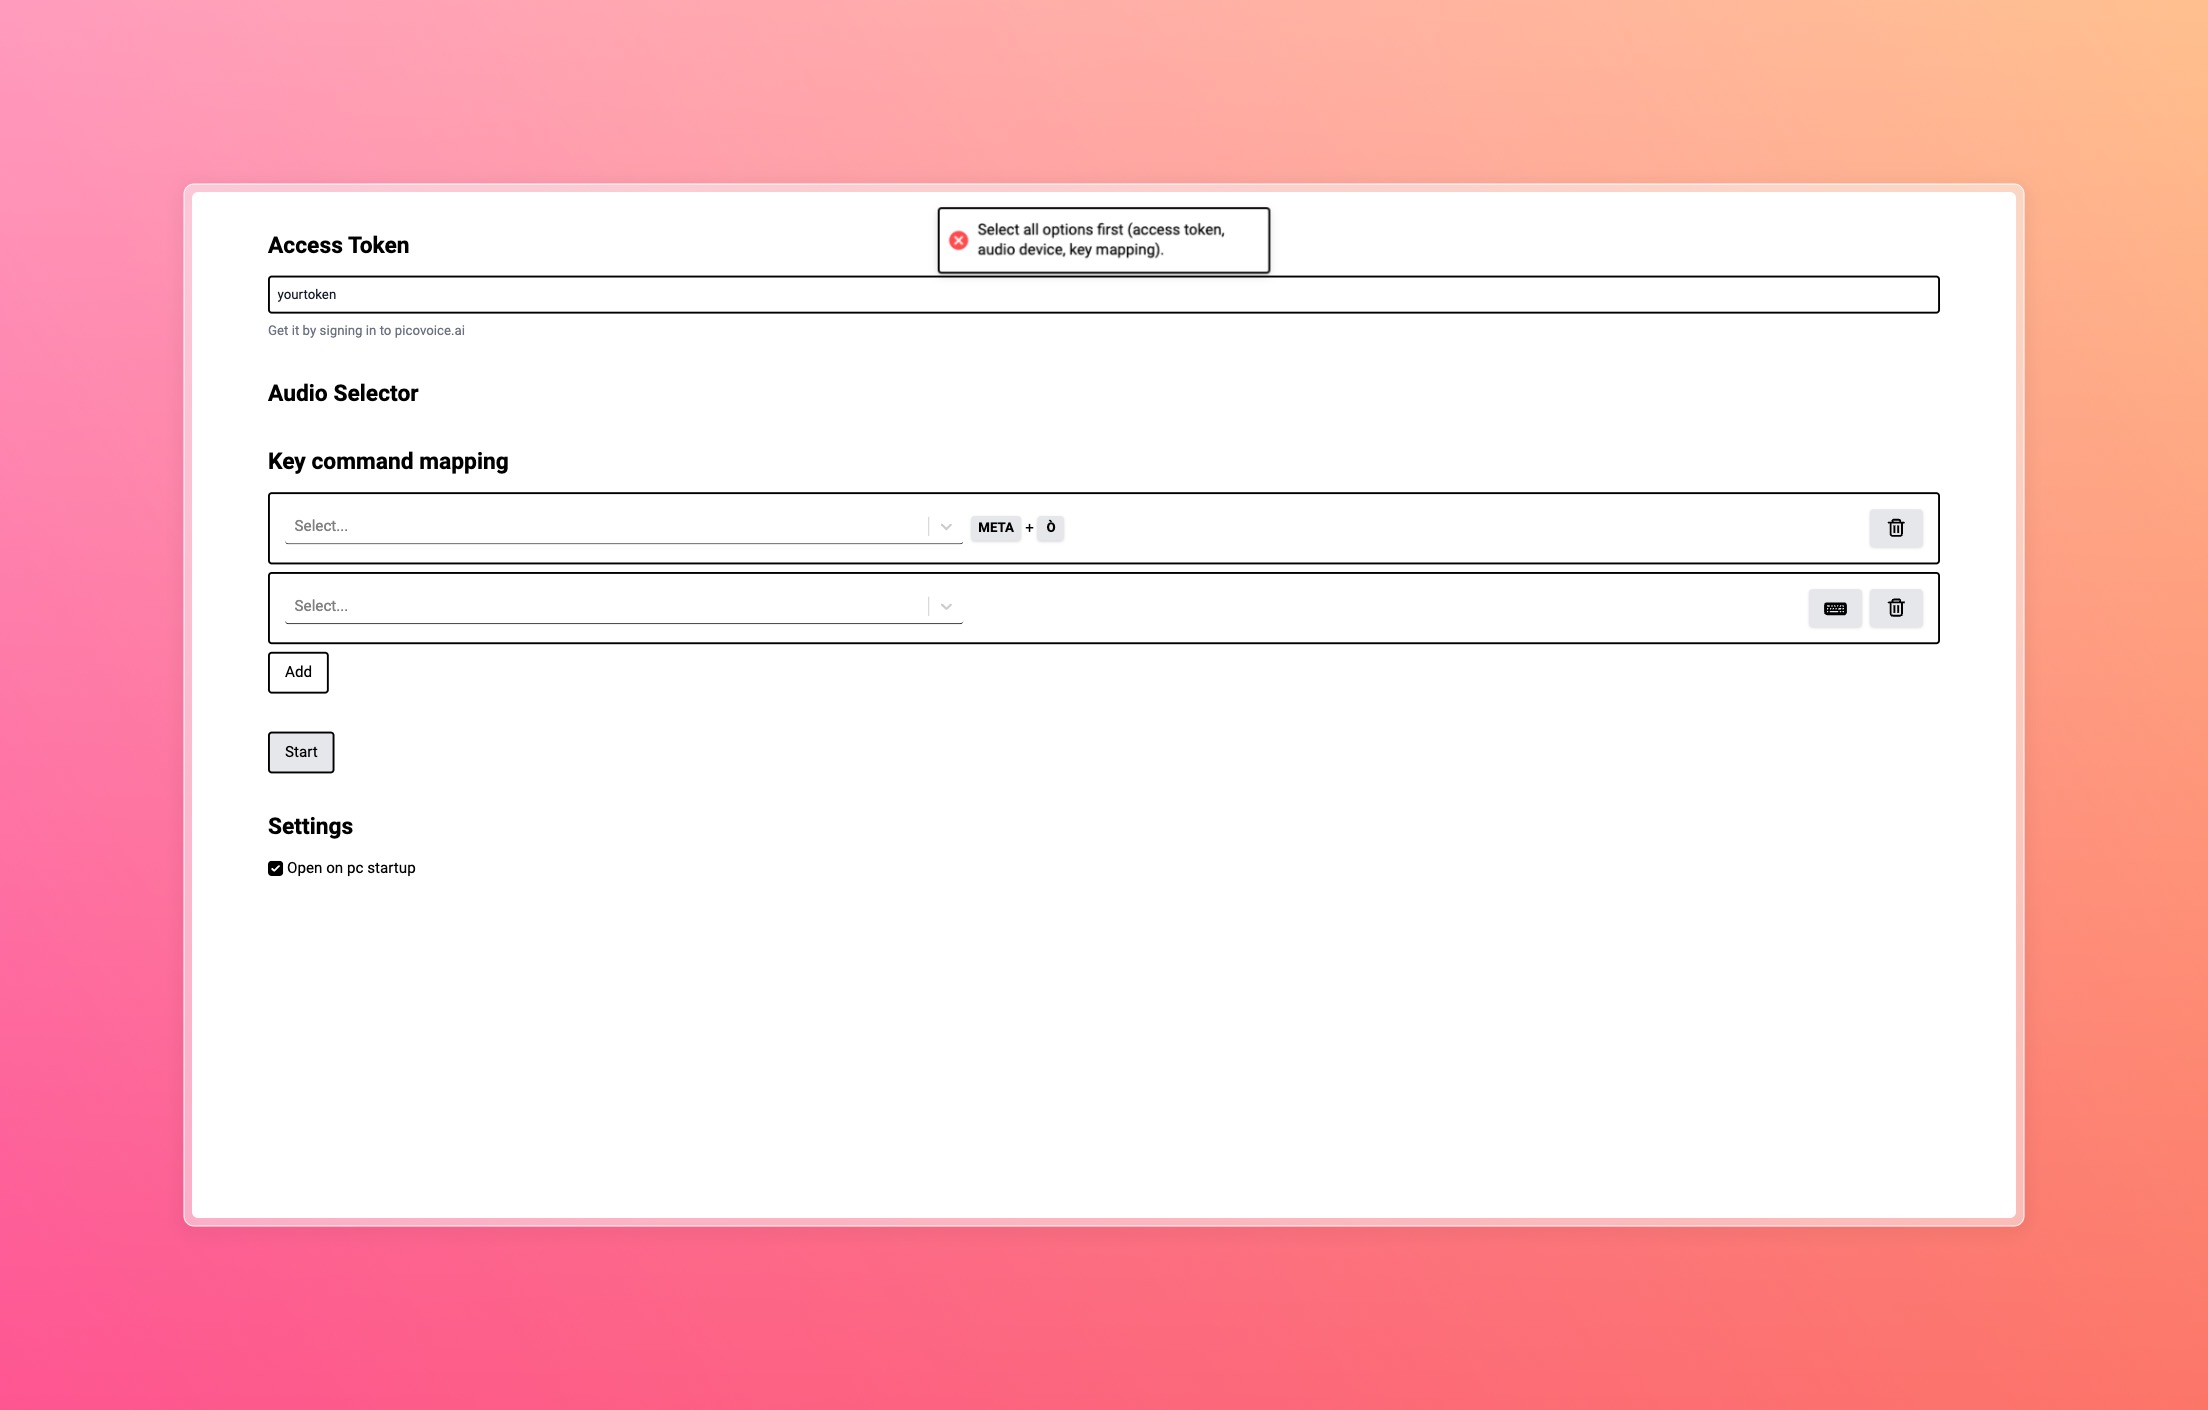 Select all options first (access token,
audio device, key mapping).
Access Token
yourtoken
Get it by signing in to picovoice.ai
Audio Selector
Key command mapping
Select... META + Ò
Select...
Add
Start
Settings
Open on pc startup